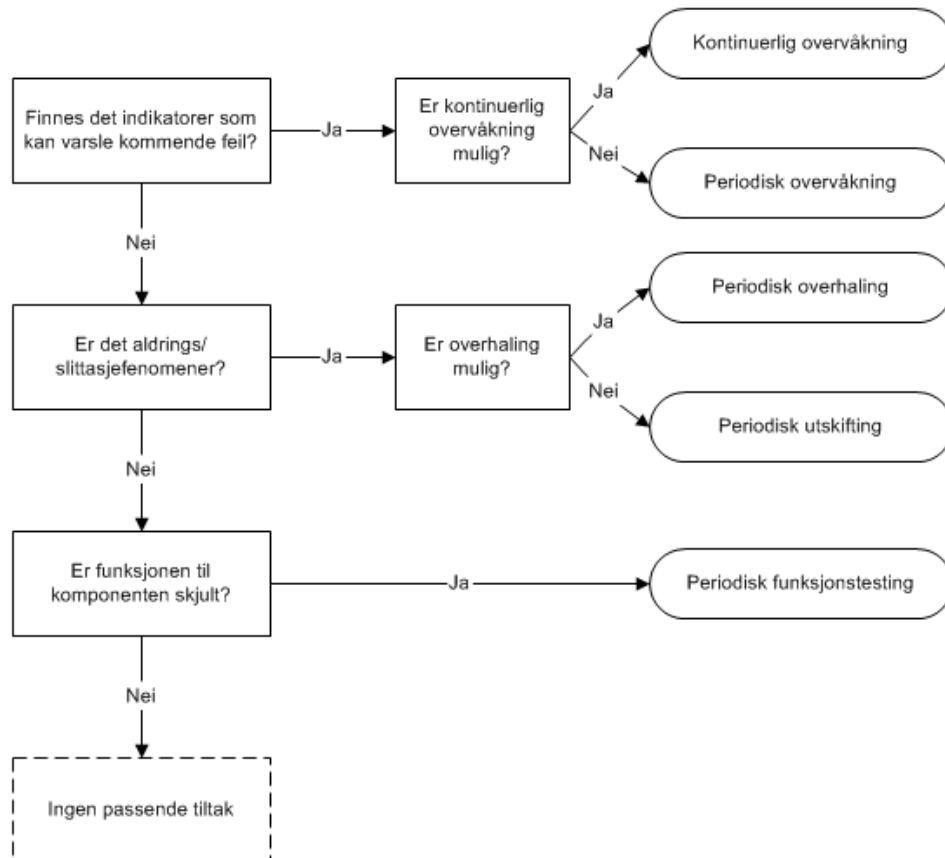 Kontinuerlig overvåkning
Finnes det indikatorer som
kan varsle kommende feil?
Ja
Er kontinuerlig
overvåkning
mulig?
Ja
Nei
Periodisk overvåkning
Nei
Periodisk overhaling
Er det aldrings/
slittasjefenomener?
Ja
Er overhaling
mulig?
Ja
Nei
Periodisk utskifting
Nei
Er funksjonen til
komponenten skjult?
Ja
Periodisk funksjonstesting
Nei
Ingen passende tiltak